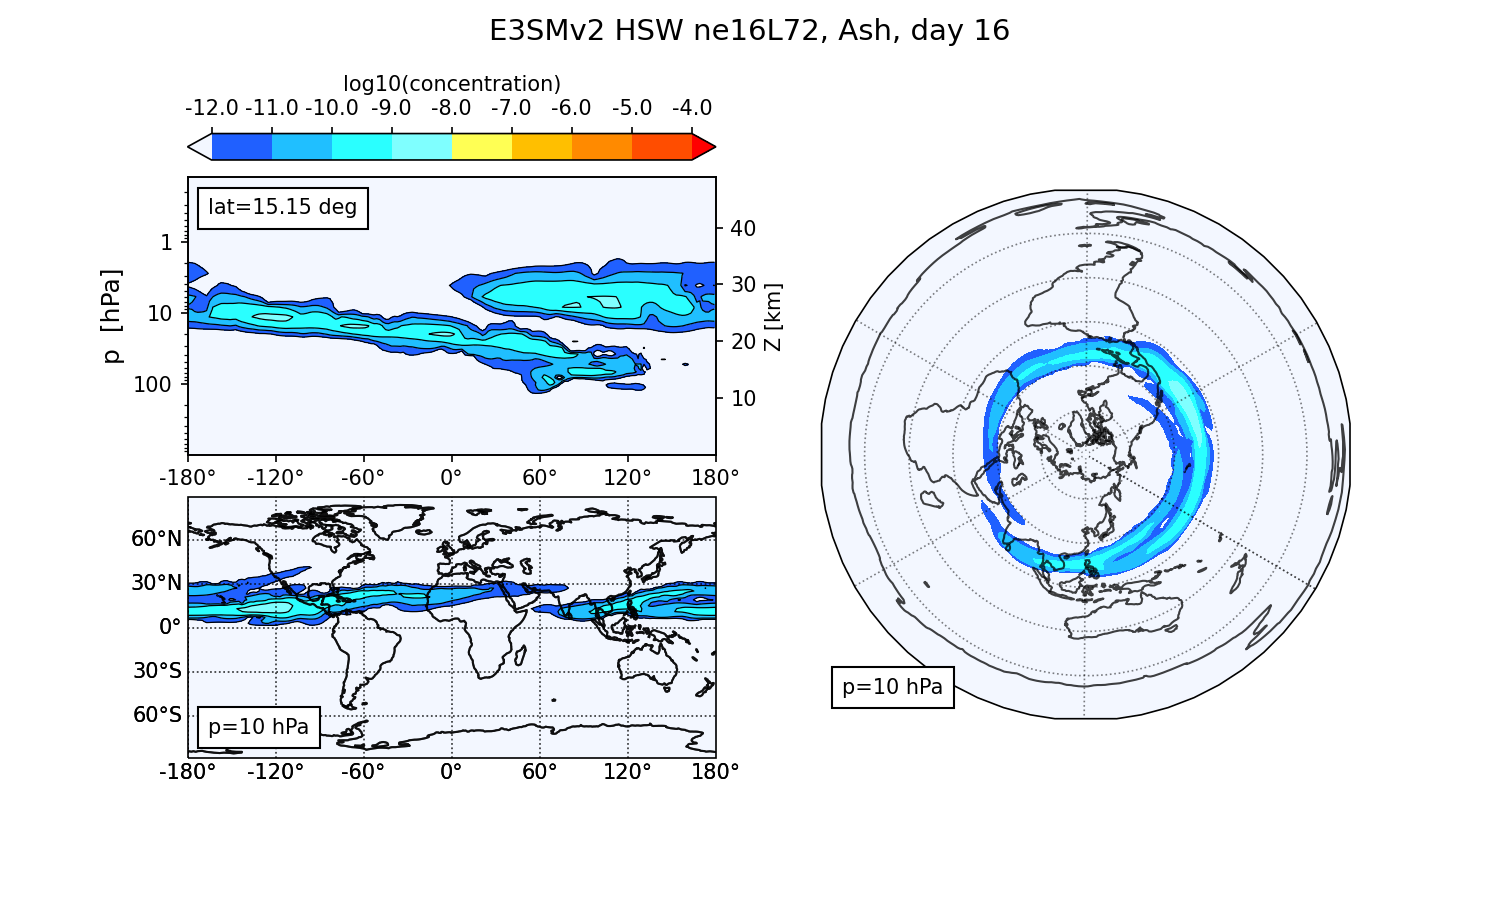 E3SMv2 HSW ne16L72, Ash, day 16
log10(concentration)
-12.0 -11.0 -10.0 -9.0 -8.0 -7.0 -6.0 -5.0 -4.0
lat=15.15 deg
p [hPa]
1
10
100
Z [km]
40
30
20
10
-180° -120° -60° 0° 60° 120° 180°
60°N
30°N
0°
30°S
60°S
p=10 hPa
-180° -120° -60° 0° 60° 120° 180°
p=10 hPa